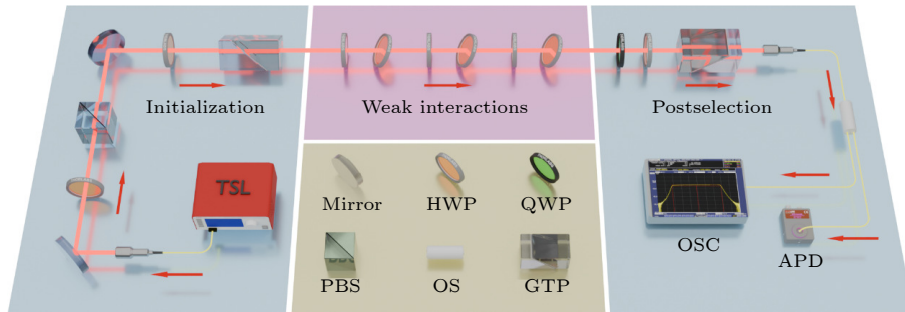 Initialization
Weak interactions
Postselection
TSL
Mirror
HWP
QWP
PBS
OS
GTP
OSC
APD